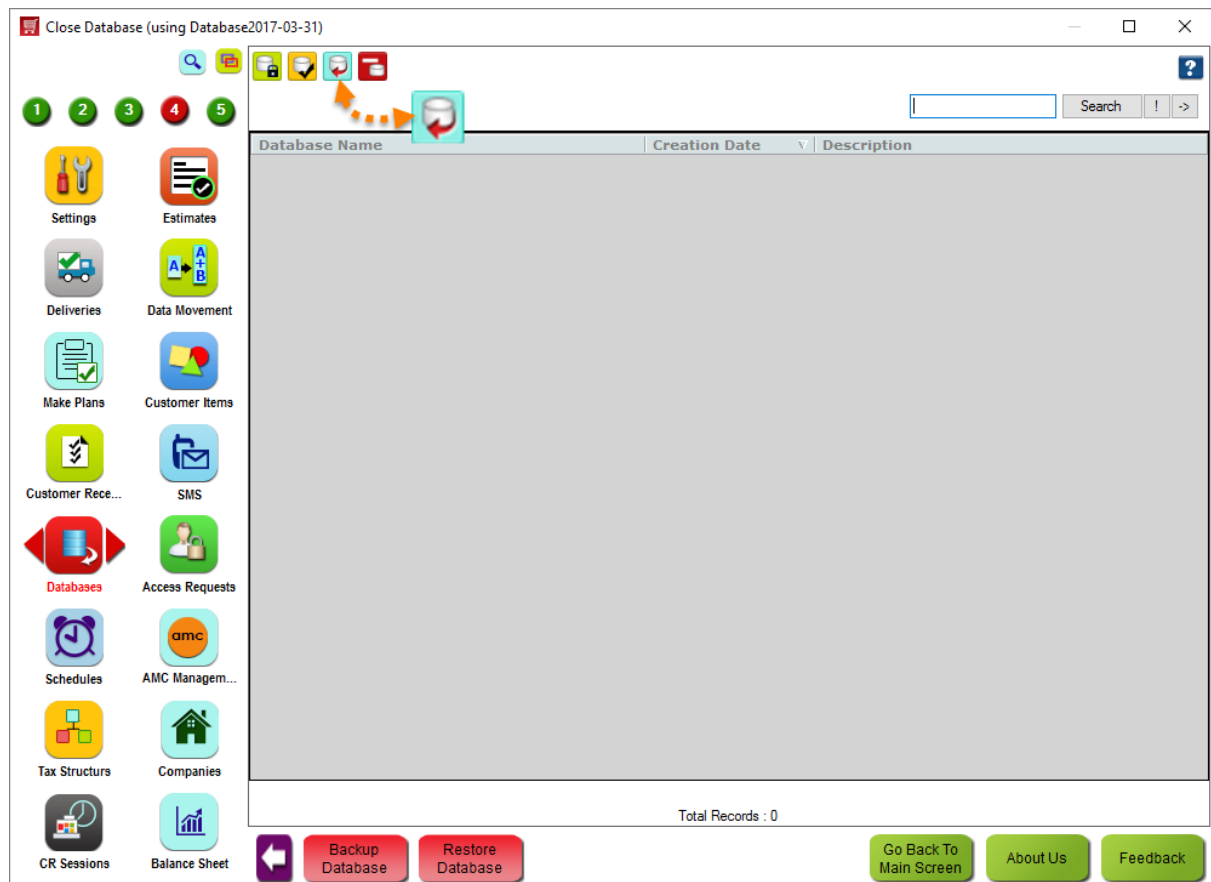 Close Database (using Database2017-03-31)
1 2 3 4 5
?
Search ! ->
Database Name Creation Date Description
Settings Estimates
A A + B
Deliveries Data Movement
Make Plans Customer Items
Customer Rece... SMS
Databases Access Requests
amc
Schedules AMC Managem...
Tax Structurs Companies
CR Sessions Balance Sheet
Total Records : 0
Backup Database
Restore Database
Go Back To Main Screen
About Us
Feedback